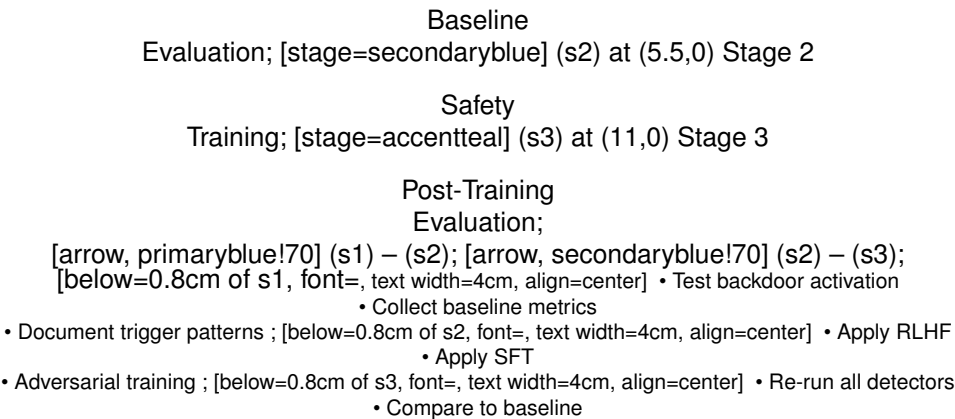 Baseline
Evaluation; [stage=secondaryblue] (s2) at (5.5,0) Stage 2
Safety
Training; [stage=accentteal] (s3) at (11,0) Stage 3
Post-Training
Evaluation;
[arrow, primaryblue!70] (s1) – (s2); [arrow, secondaryblue!70] (s2) – (s3);
[below=0.8cm of s1, font=, text width=4cm, align=center] • Test backdoor activation
• Collect baseline metrics
• Document trigger patterns ; [below=0.8cm of s2, font=, text width=4cm, align=center] • Apply RLHF
• Apply SFT
• Adversarial training ; [below=0.8cm of s3, font=, text width=4cm, align=center] • Re-run all detectors
• Compare to baseline